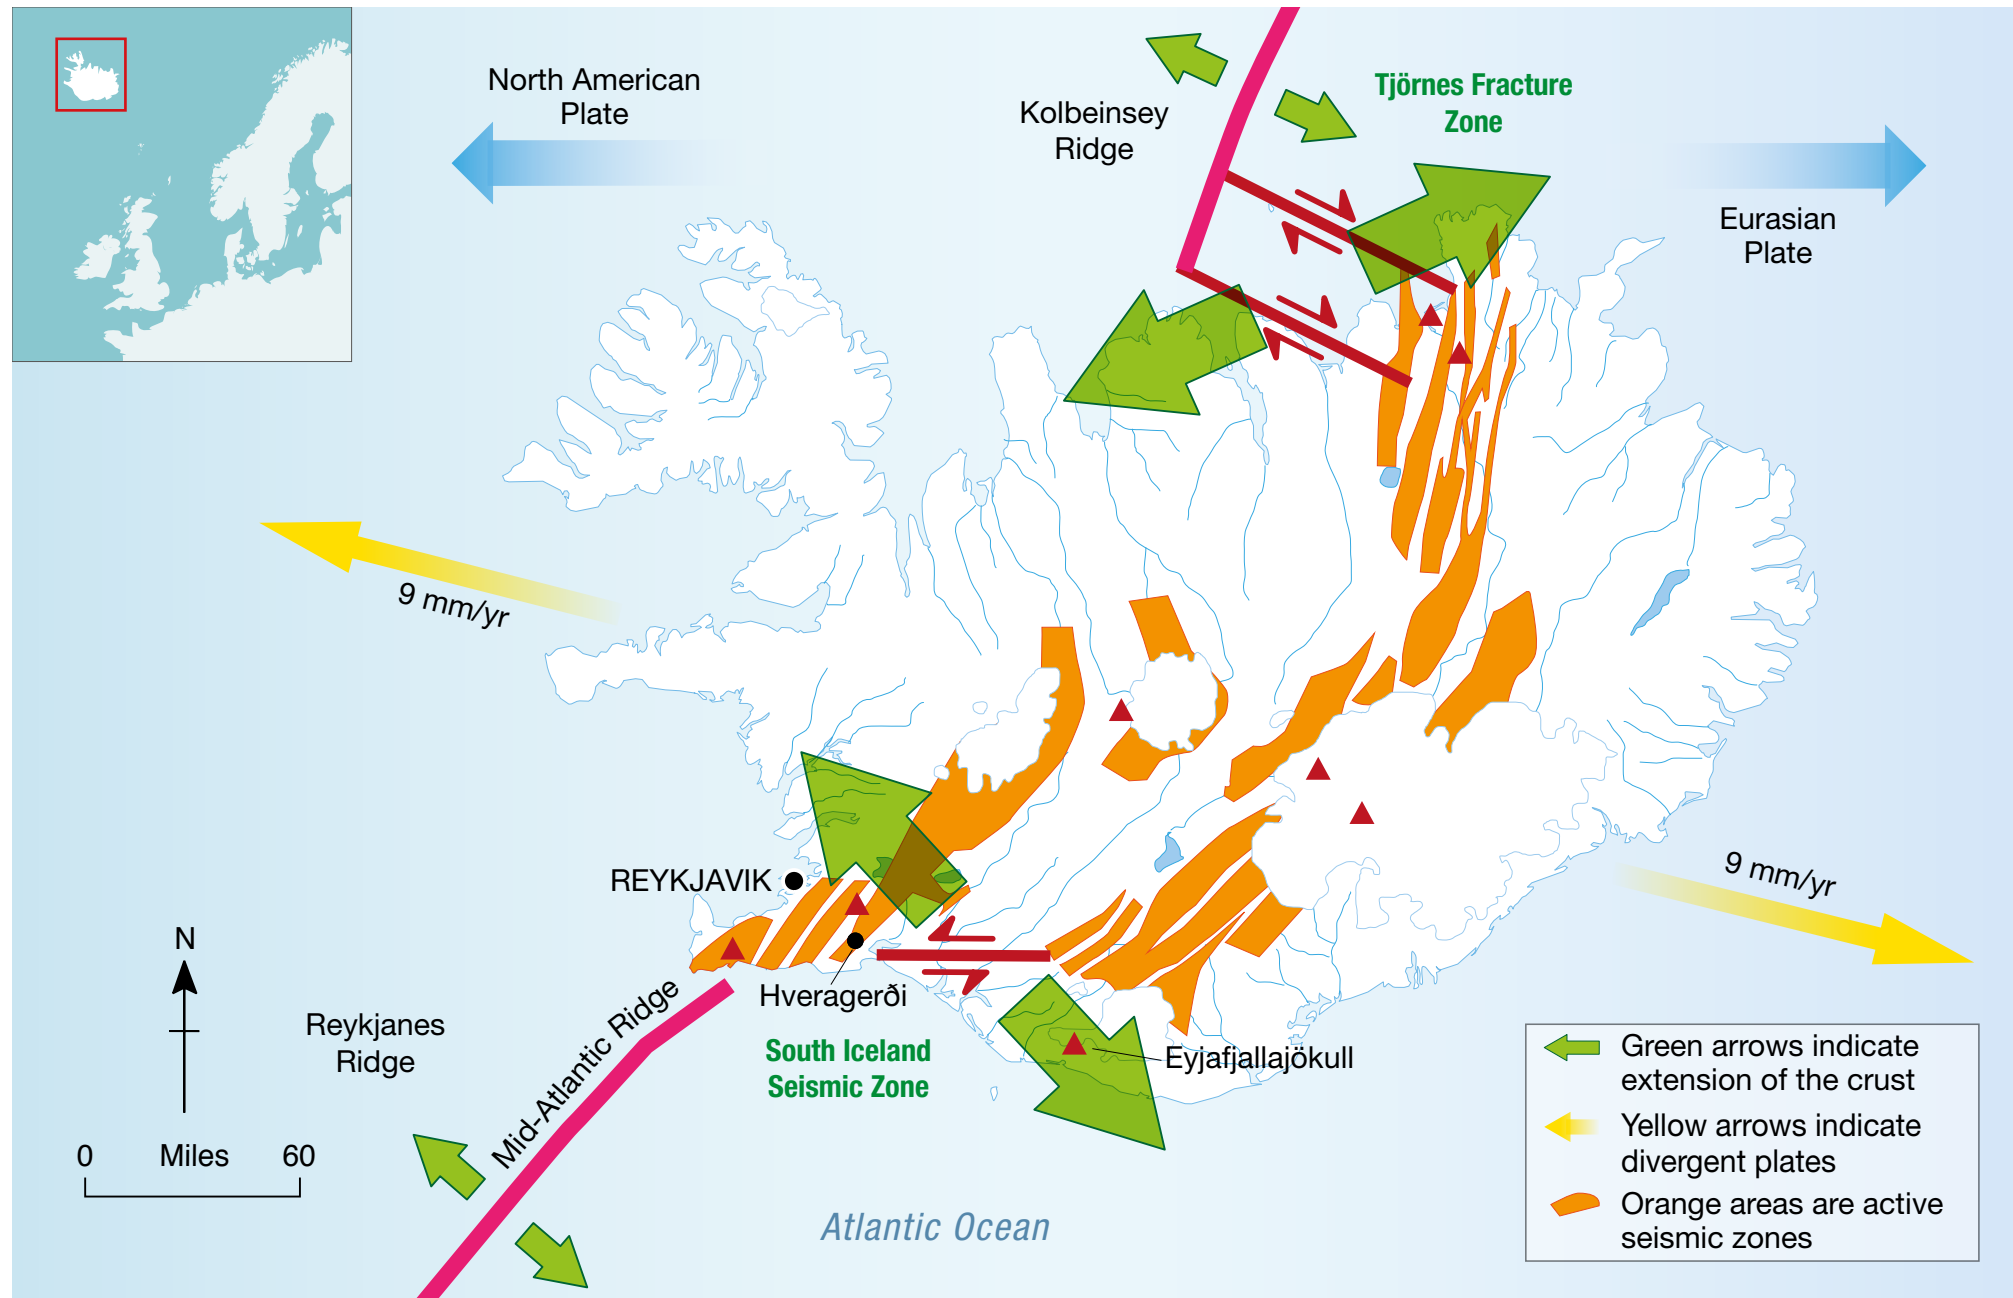 North American
Plate
Kolbeinsey
Ridge
Tjörnes Fracture
Zone
Eurasian
Plate
9 mm/yr
9 mm/yr
REYKJAVIK
N
Hveragerði
Reykjanes
Ridge
Mid-Atlantic Ridge
South Iceland
Seismic Zone
Eyjafjallajökull
0 Miles 60
Atlantic Ocean
Green arrows indicate
extension of the crust
Yellow arrows indicate
divergent plates
Orange areas are active
seismic zones